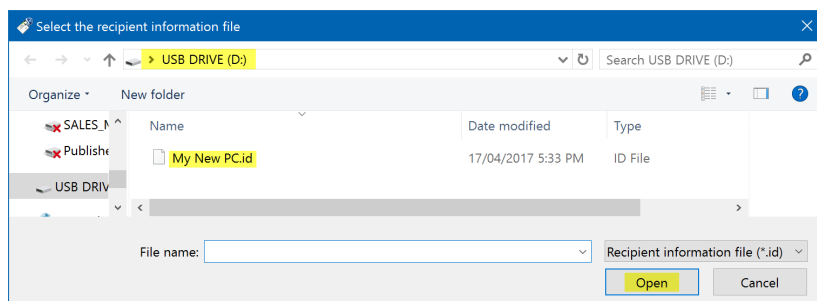 Select the recipient information file
USB DRIVE (D:)
Search USB DRIVE (D:)
Organize
New folder
Name
Date modified
Type
SALES_
Publishe
USB DRIV
My New PC.id
17/04/2017 5:33 PM
ID File
File name:
Recipient information file (*.id)
Open
Cancel